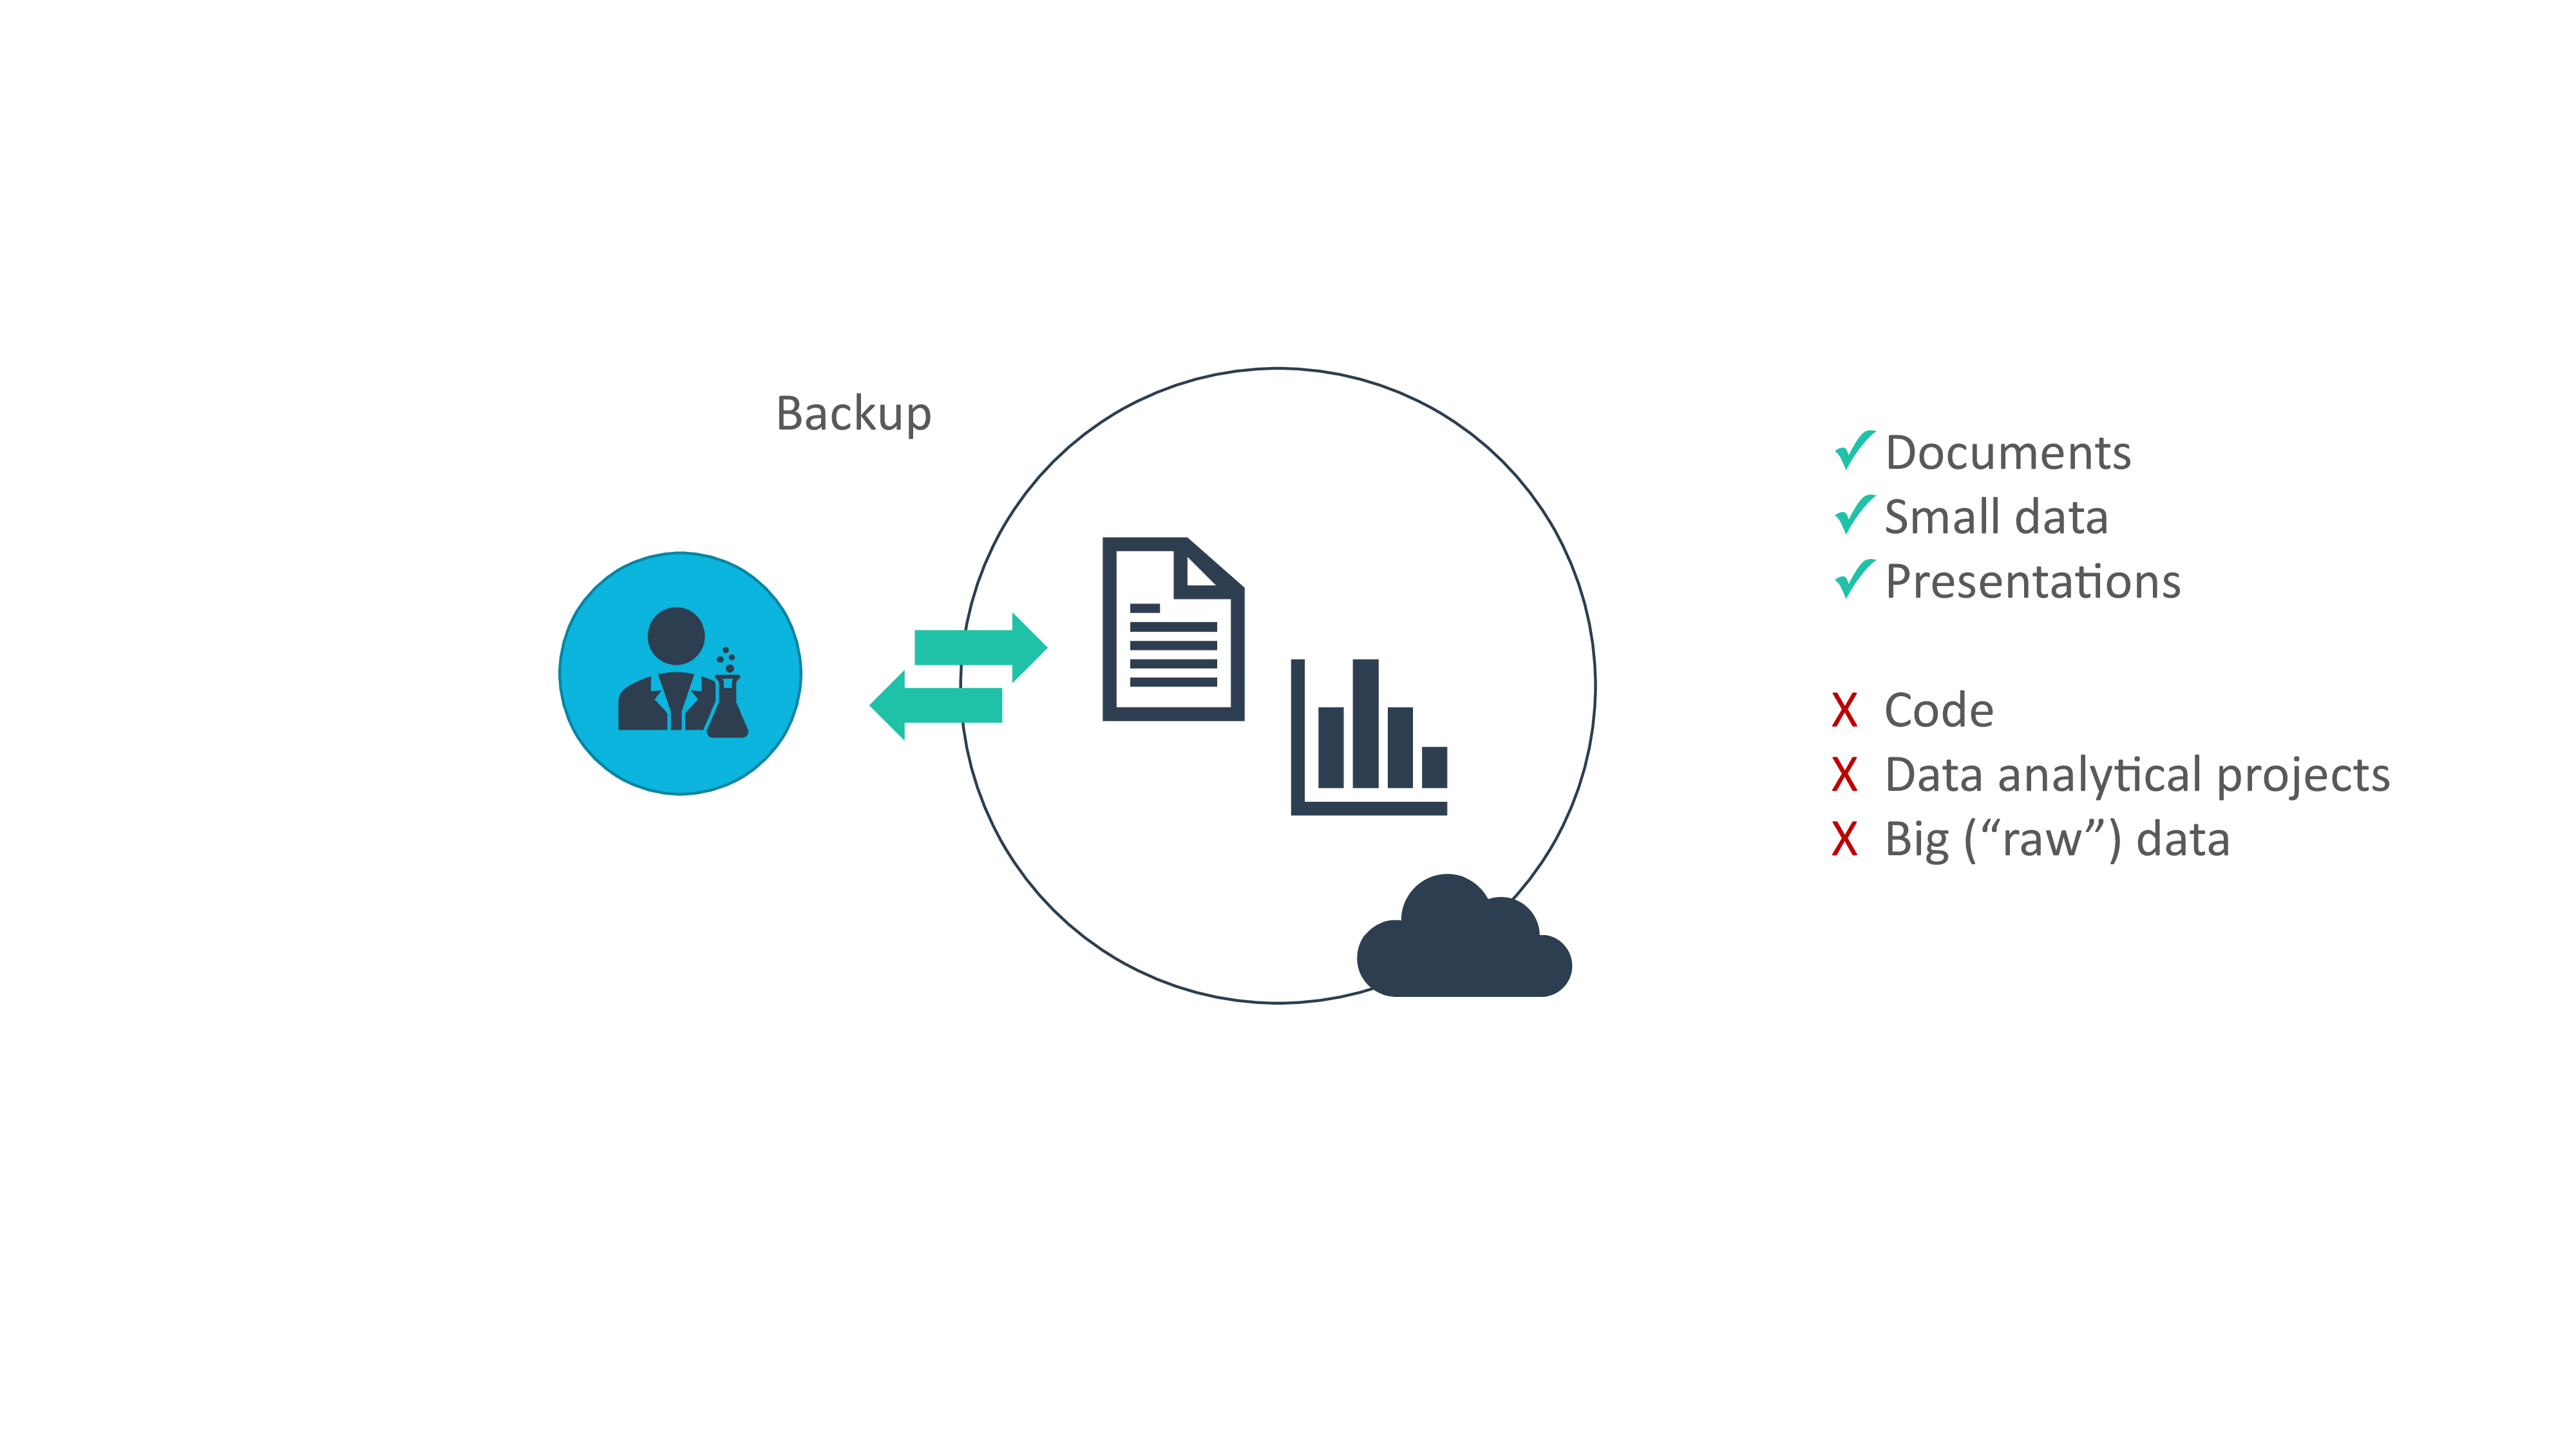 Backup
✓ Documents
✓ Small data
✓ Presentations
X Code
X Data analytical projects
X Big (“raw”) data